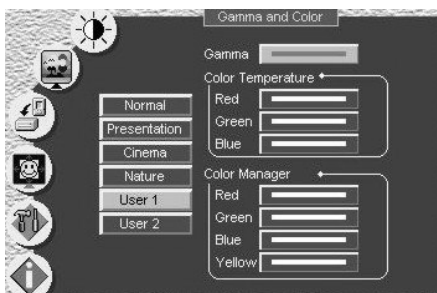 Gamma and Color
Gamma
Color Temperature
Red
Green
Blue
Normal
Presentation
Cinema
Nature
User 1
User 2
Color Manager
Red
Green
Blue
Yellow